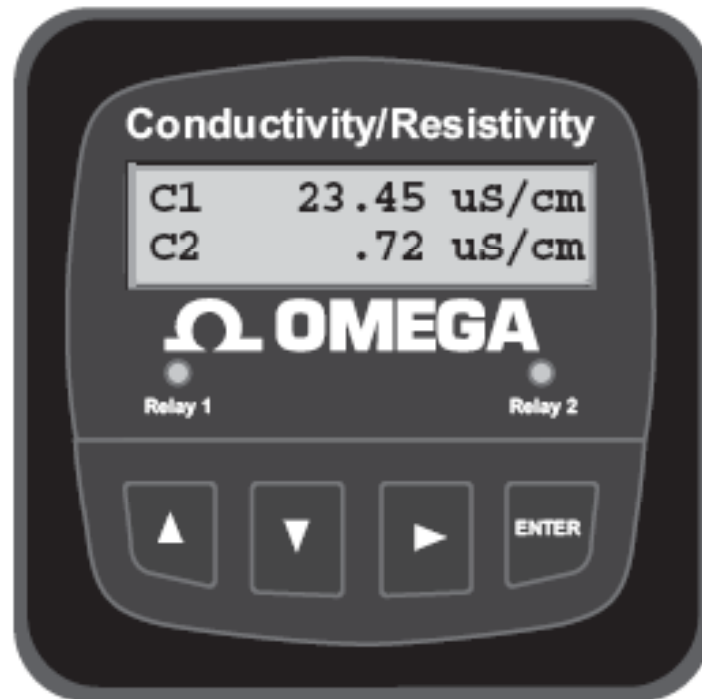 Conductivity/Resistivity
C1 23.45 uS/cm
C2 .72 uS/cm
Ω OMEGA
Relay 1 Relay 2
ENTER